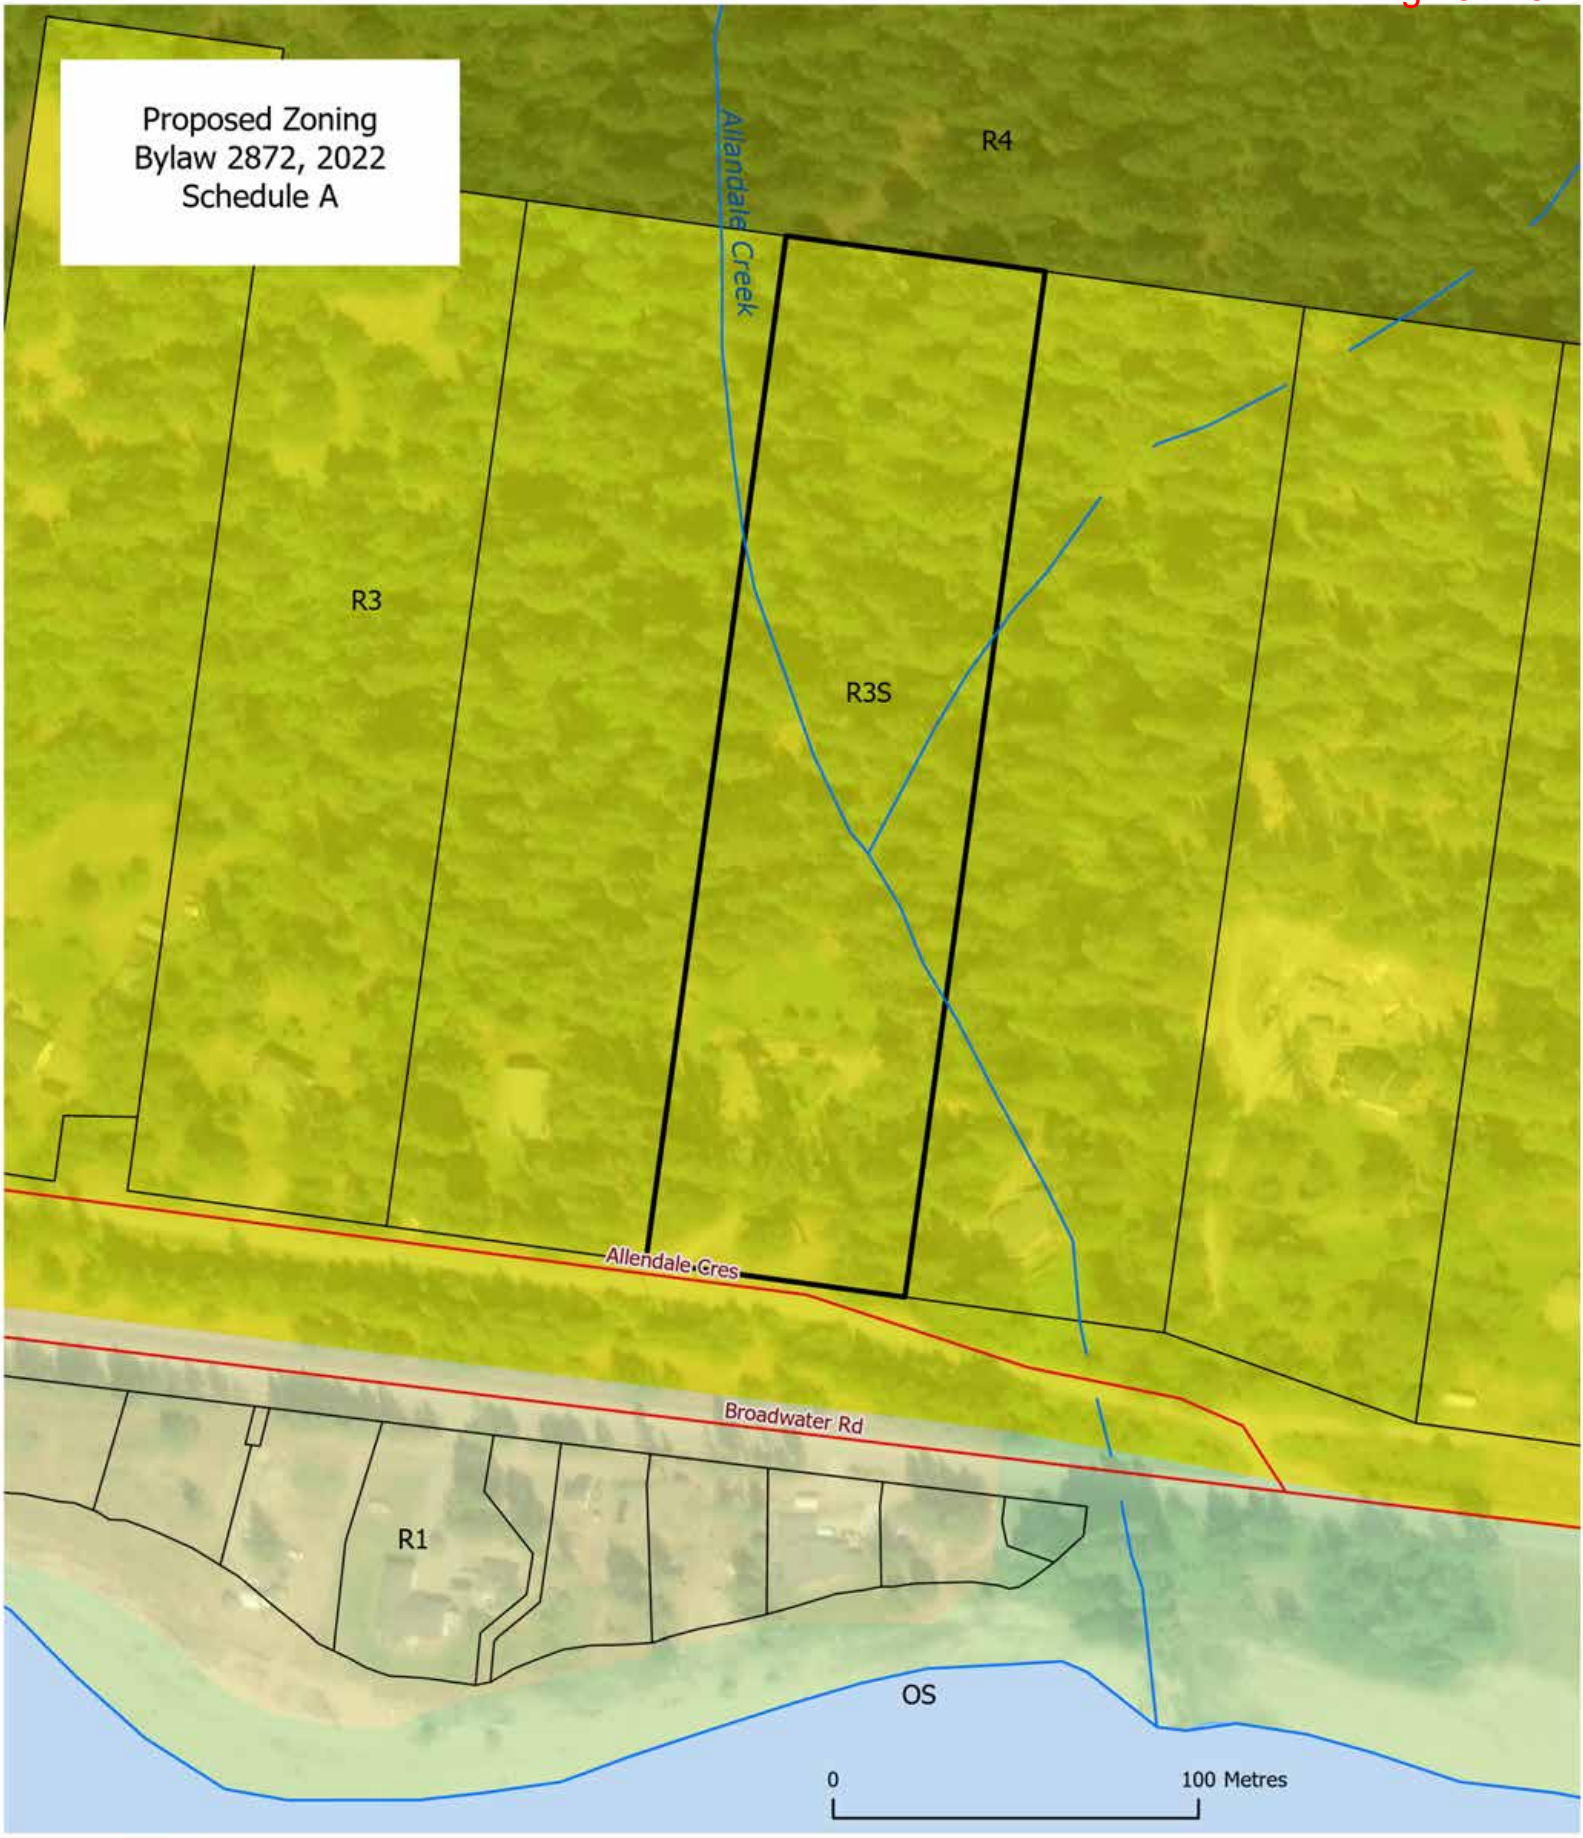 Proposed Zoning
Bylaw 2872, 2022
Schedule A
R4
Allandale Creek
R3
R3S
Allendale Cres
Broadwater Rd
R1
OS
0 100 Metres